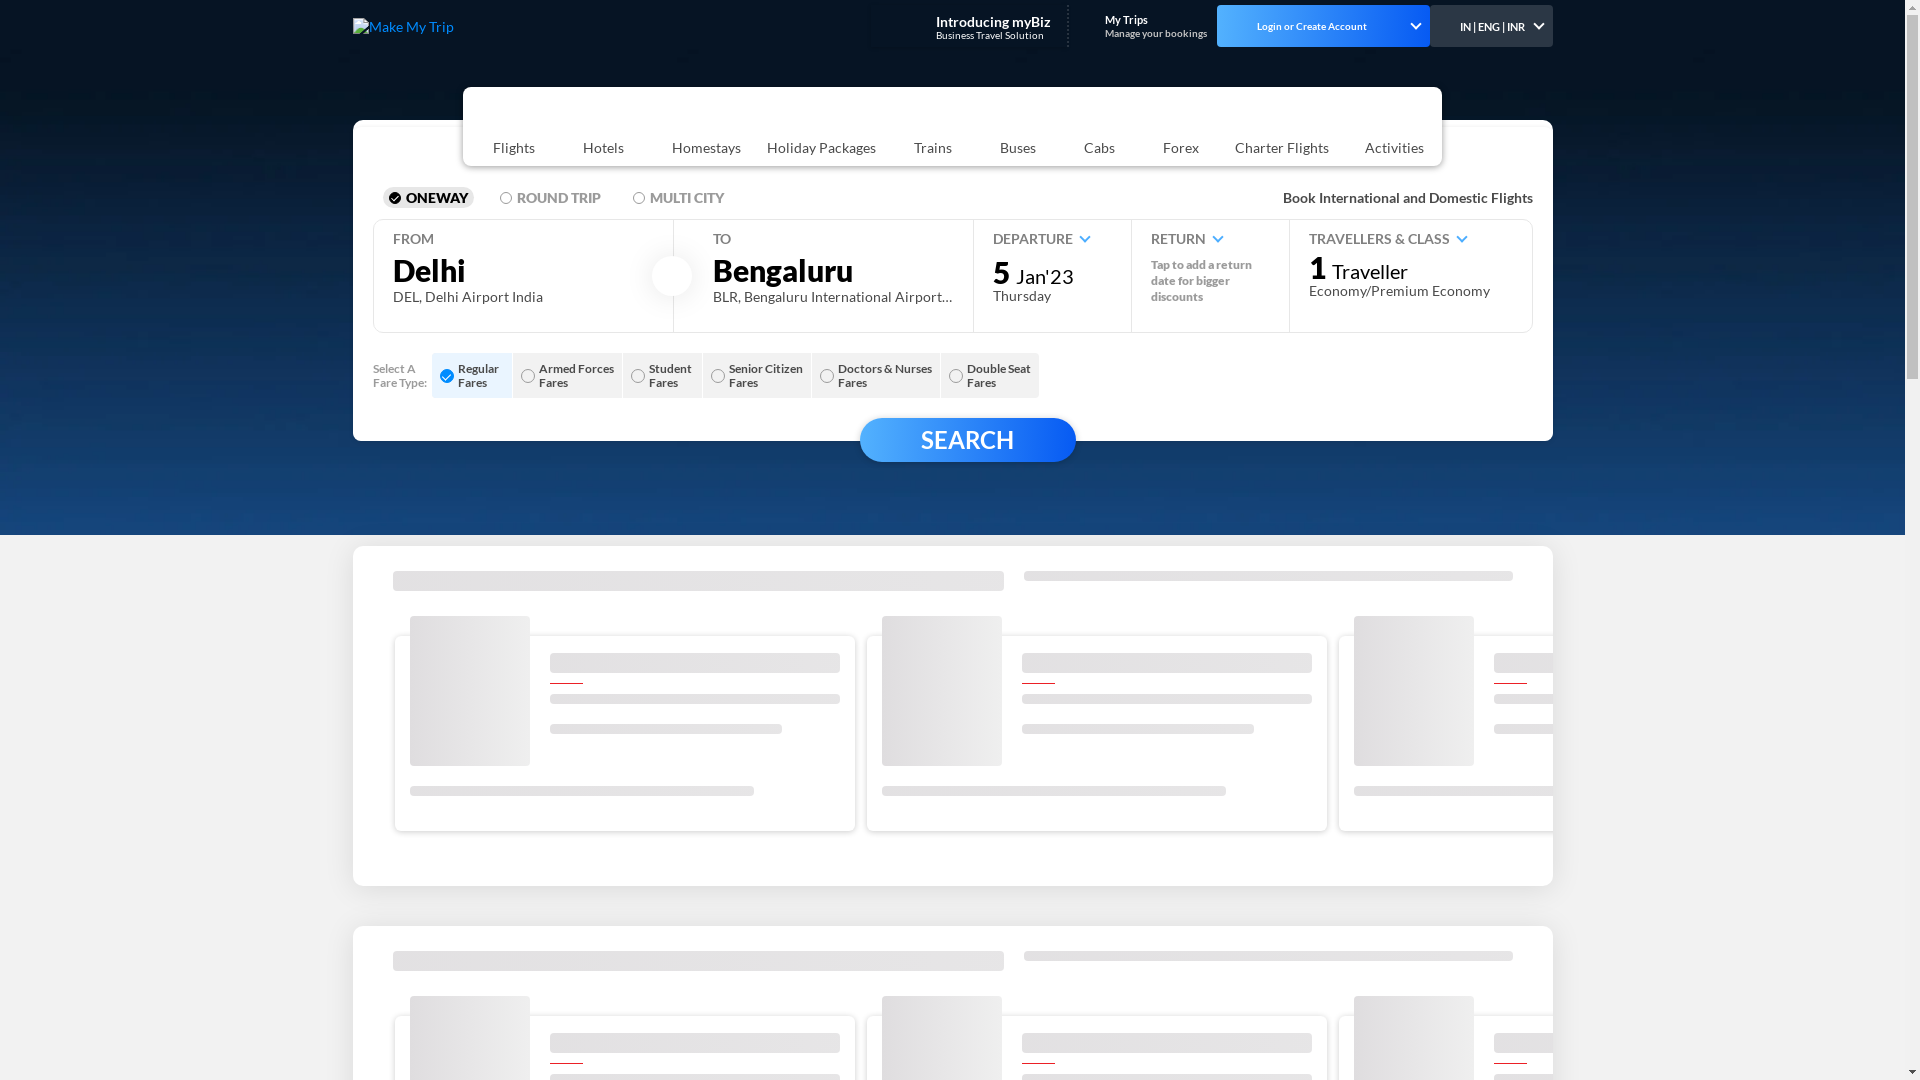 Make My Trip
Introducing myBiz
Business Travel Solution
My Trips
Manage your bookings
Login or Create Account
IN | ENG | INR
Flights
Hotels
Homestays
Holiday Packages
Trains
Buses
Cabs
Forex
Charter Flights
Activities
ONEWAY
ROUND TRIP
MULTI CITY
Book International and Domestic Flights
FROM
Delhi
DEL, Delhi Airport India
TO
Bengaluru
BLR, Bengaluru International Airport...
DEPARTURE
5 Jan'23
Thursday
RETURN
Tap to add a return
date for bigger
discounts
TRAVELLERS & CLASS
1 Traveller
Economy/Premium Economy
Select A
Fare Type:
Regular
Fares
Armed Forces
Fares
Student
Fares
Senior Citizen
Fares
Doctors & Nurses
Fares
Double Seat
Fares
SEARCH